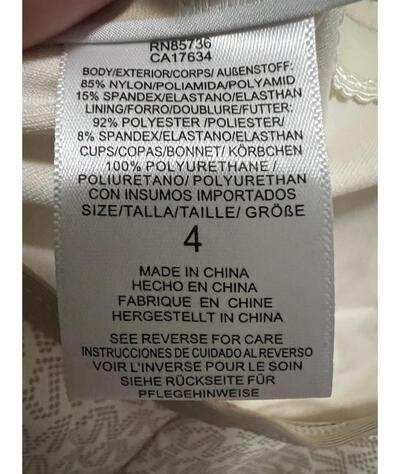 RN85736
CA17634
BODY/EXTERIOR/CORPS/ AUßENSTOFF:
85% NYLON/POLIAMIDA/POLYAMID
15% SPANDEX/ELASTANO/ELASTHAN
LINING/FORRO/DOUBLURE/FUTTER:
92% POLYESTER /POLIESTER/
8% SPANDEX/ELASTANO/ELASTHAN
CUPS/COPAS/BONNET/ KÖRBCHEN
100% POLYURETHANE /
POLIURETANO/ POLYURETHAN
CON INSUMOS IMPORTADOS
SIZE/TALLA/TAILLE/ GRÖßE
4
MADE IN CHINA
HECHO EN CHINA
FABRIQUE EN CHINE
HERGESTELLT IN CHINA
SEE REVERSE FOR CARE
INSTRUCCIONES DE CUIDADO AL REVERSO
VOIR L'INVERSE POUR LE SOIN
SIEHE RÜCKSEITE FÜR
PFLEGEHINWEISE